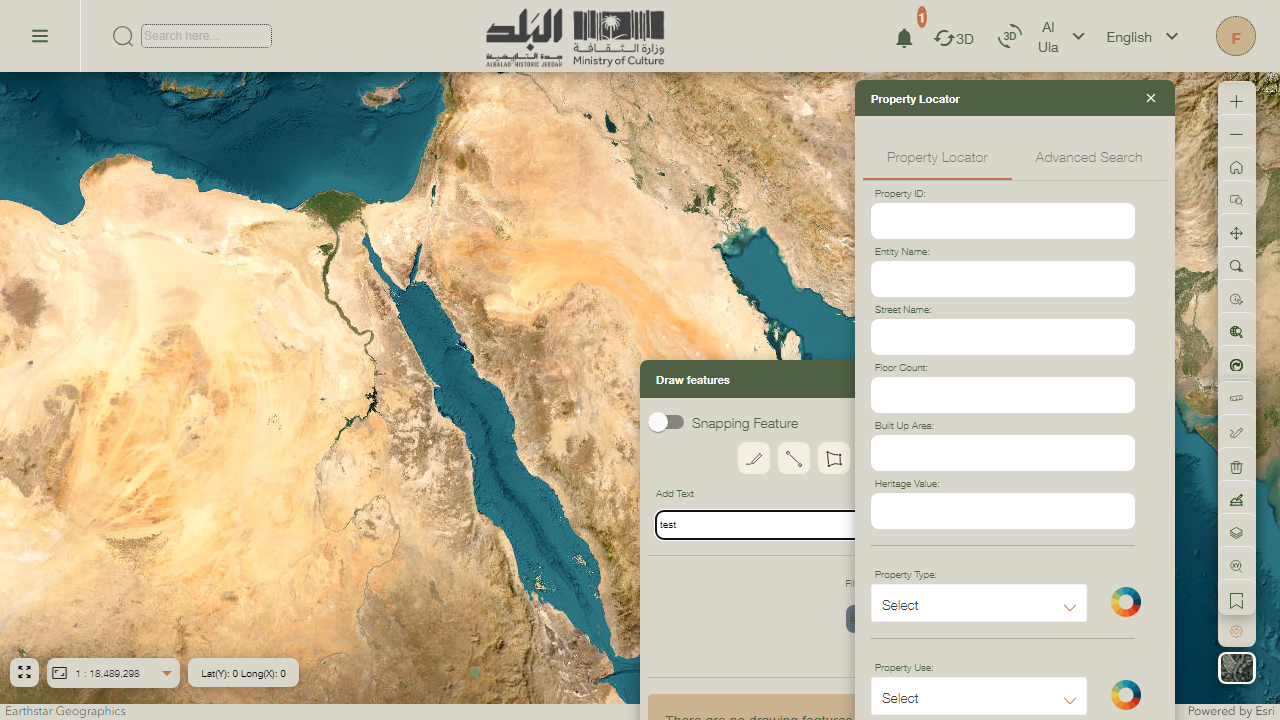 Search here...
البلد
جدة التاريخية
ALBALAD HISTORIC JEDDAH
وزارة الثقافة
Ministry of Culture
1
3D
3D
Al Ula
English
F
Property Locator
Property Locator
Advanced Search
Property ID:
Entity Name:
Street Name:
Floor Count:
Built Up Area:
Heritage Value:
Property Type:
Select
Property Use:
Select
Draw features
Snapping Feature
Add Text
test
There are no drawing features
1 : 18,489,298
Lat(Y): 0 Long(X): 0
Earthstar Geographics
Powered by Esri